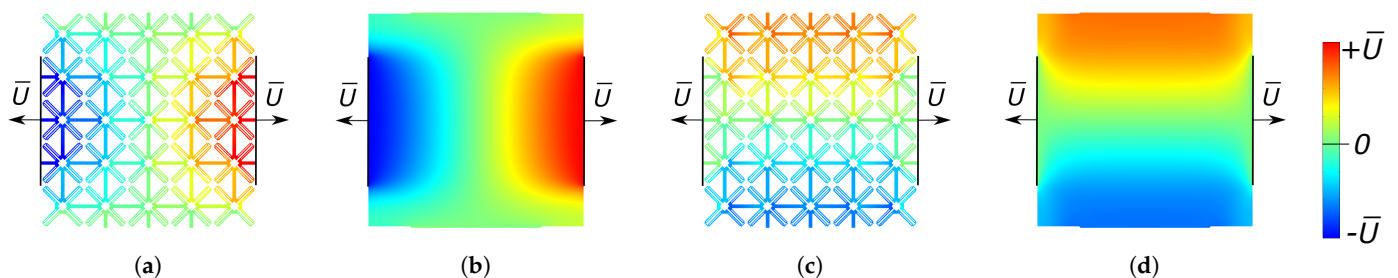 U̅ U̅ U̅ U̅ U̅ U̅ U̅ U̅ +U̅
0
-U̅
(a) (b) (c) (d)